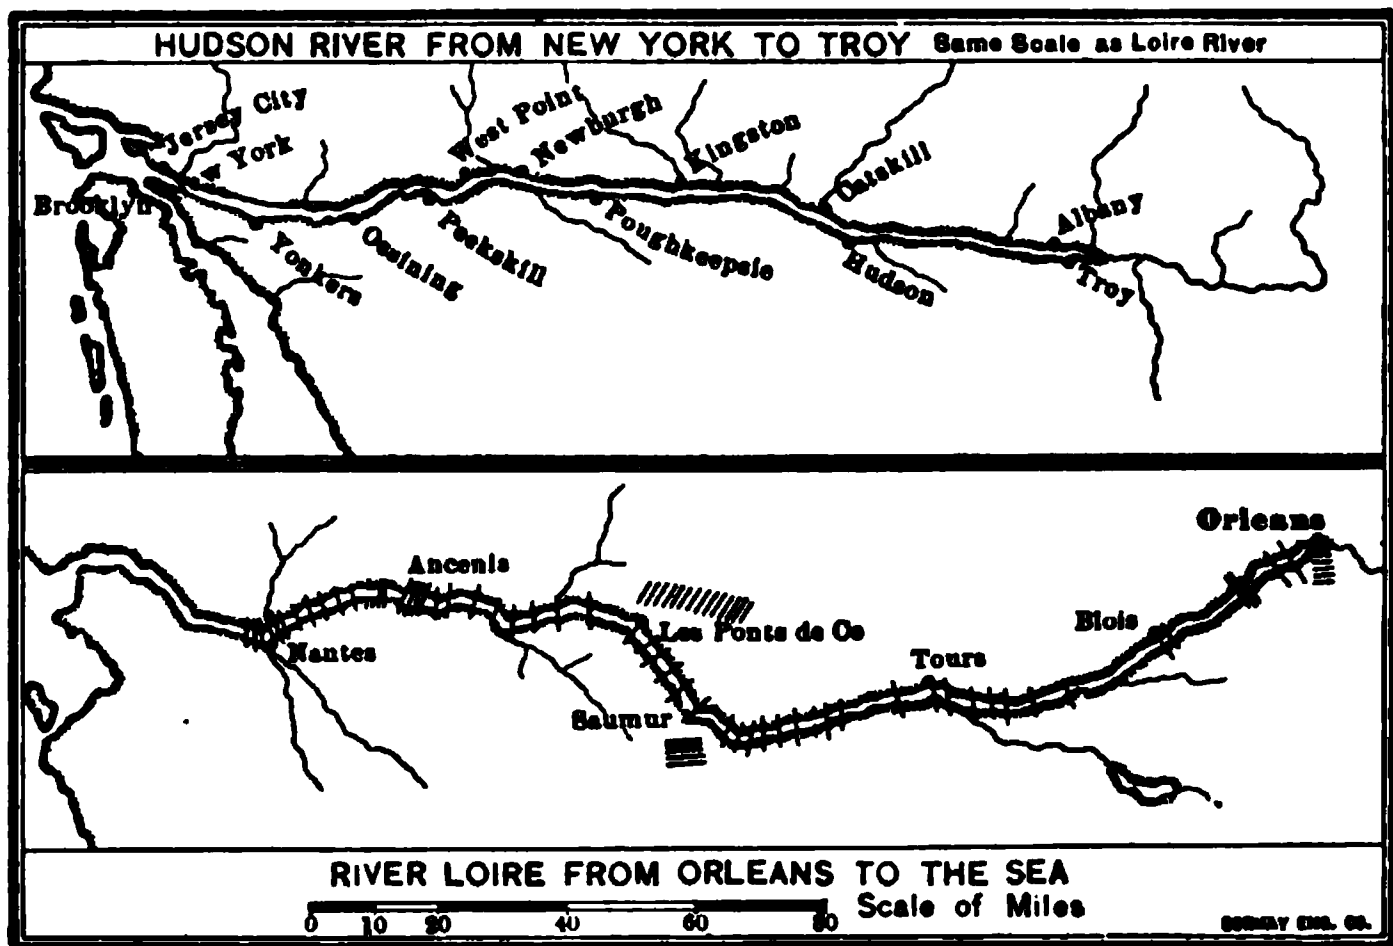 HUDSON RIVER FROM NEW YORK TO TROY Same Scale as Loire River
Jersey City
w York
Brooklyn
Yonkers
Ossining
Peekskill
West Point
Newburgh
Poughkeepsie
Kingston
Catskill
Hudson
Albany
Troy
Orleans
Ancenis
Les Ponts de Ce
Blois
Nantes
Tours
Saumur
RIVER LOIRE FROM ORLEANS TO THE SEA
Scale of Miles
0 10 20 40 60 80
ENG. CO.